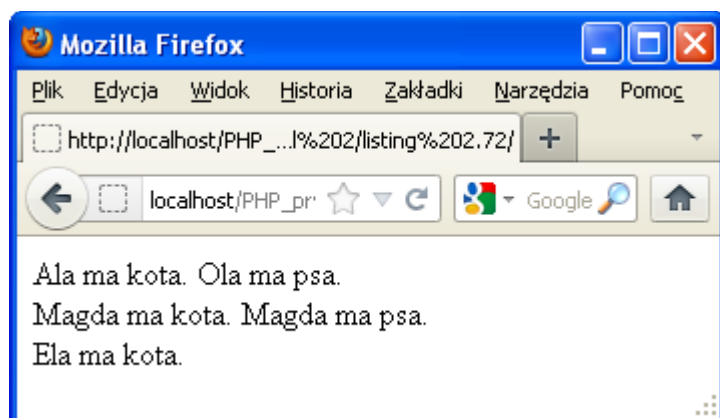 Mozilla Firefox
Plik Edycja Widok Historia Zakładki Narzędzia Pomoc
http://localhost/PHP_...l%202/listing%202.72/
localhost/PHP_pr Google
Ala ma kota. Ola ma psa.
Magda ma kota. Magda ma psa.
Ela ma kota.